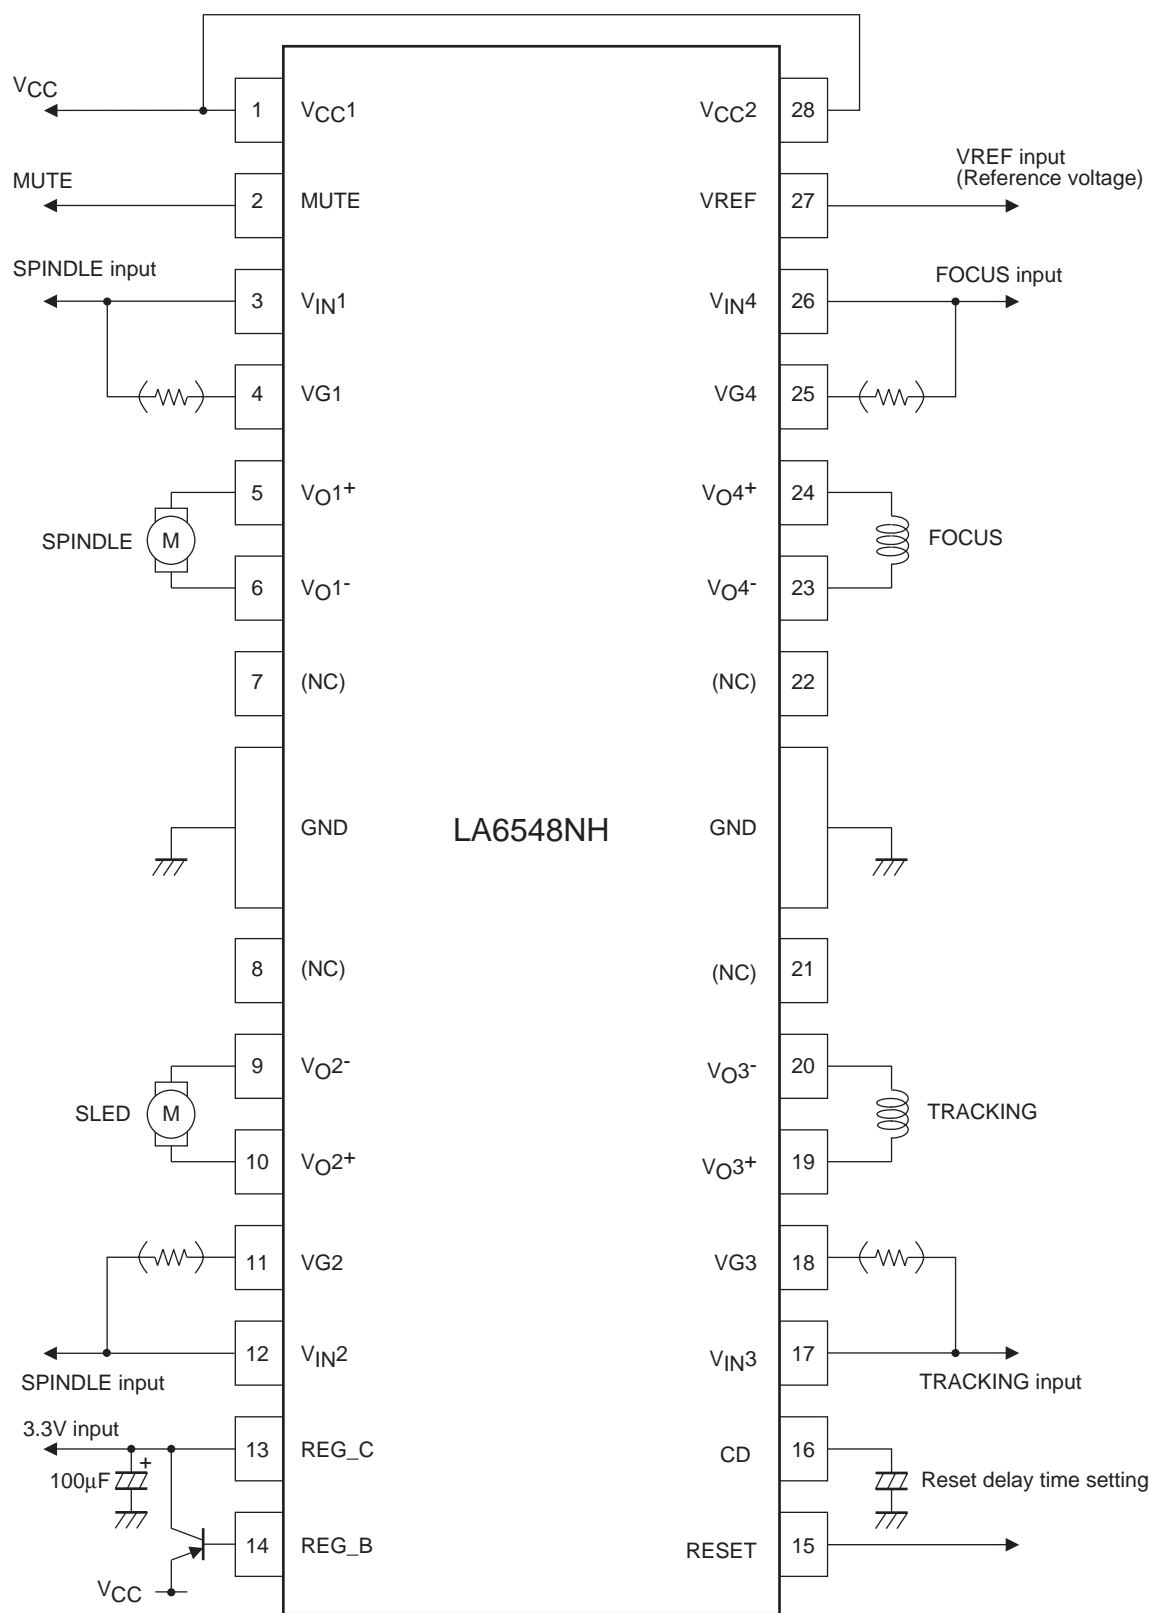 VCC
1
VCC1
VCC2
28
MUTE
2
MUTE
VREF
27
VREF input
(Reference voltage)
SPINDLE input
3
VIN1
VIN4
26
FOCUS input
4
VG1
VG4
25
5
VO1+
VO4+
24
SPINDLE
M
FOCUS
6
VO1-
VO4-
23
7
(NC)
(NC)
22
GND
LA6548NH
GND
8
(NC)
(NC)
21
9
VO2-
VO3-
20
SLED
M
TRACKING
10
VO2+
VO3+
19
11
VG2
VG3
18
12
VIN2
VIN3
17
SPINDLE input
TRACKING input
3.3V input
13
REG_C
CD
16
100µF
+
Reset delay time setting
14
REG_B
RESET
15
VCC